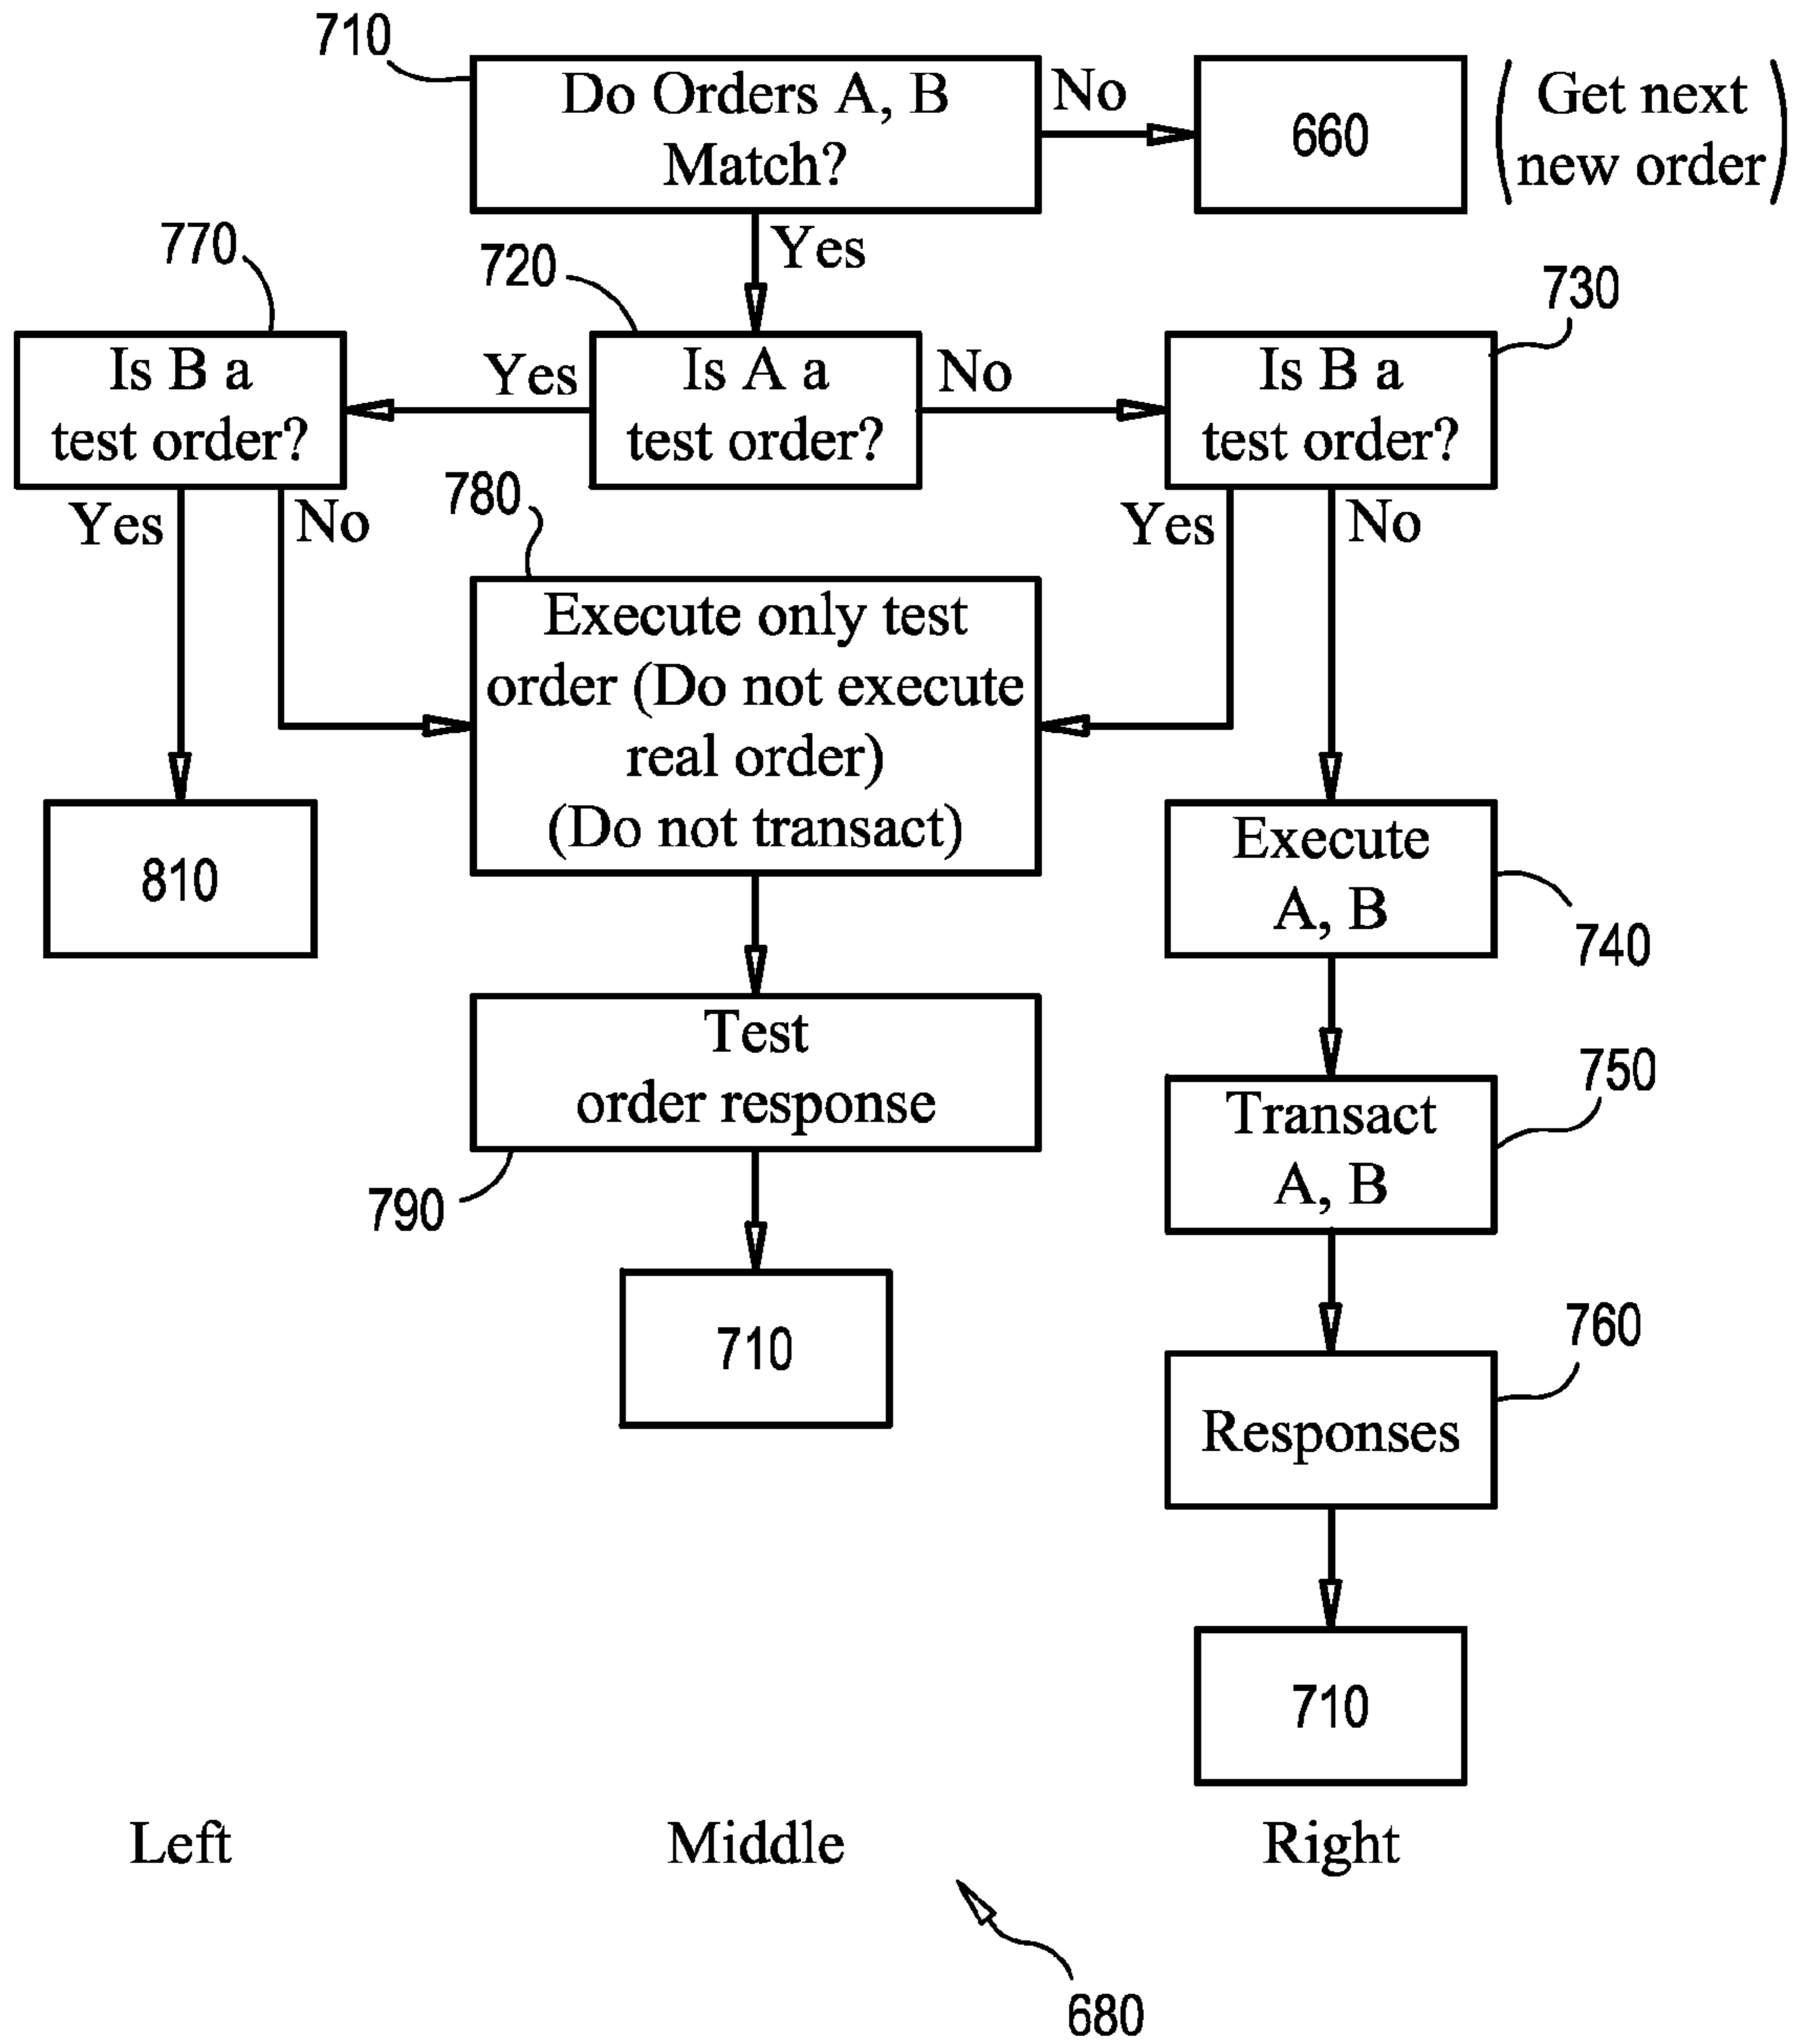 710
Do Orders A, B
Match?
No
660
(Get next
new order)
Yes
770
720
730
Is B a
test order?
Yes
Is A a
test order?
No
Is B a
test order?
Yes
No
780
Yes
No
Execute only test
order (Do not execute
real order)
(Do not transact)
810
Execute
A, B
740
Test
order response
790
Transact
A, B
750
710
Responses
760
710
Left
Middle
Right
680